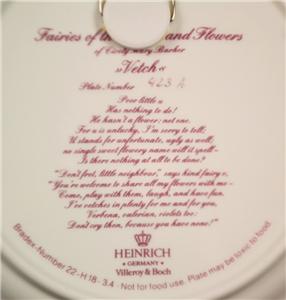 Fairies of the and Flowers
of Cicely Mary Barker
»Vetch«
Plate Number 423 A
Poor little u
Has nothing to do!
He hasn't a flower: not one.
For u is unlucky, I'm sorry to tell;
U stands for unfortunate, ugly as well;
no single sweet flowery name will it spell-
Is there nothing at all to be done?
"Don't fret, little neighbour," says kind fairy v,
"You're welcome to share all my flowers with me-
Come, play with them, laugh, and have fun.
I've vetches in plenty for me and for you,
Verbena, valerian, violets too:
Don't cry then, because you have none!"
HEINRICH
GERMANY
Villeroy & Boch
Bradex-Number 22-H18-3.4 - Not for food use. Plate may be toxic to food